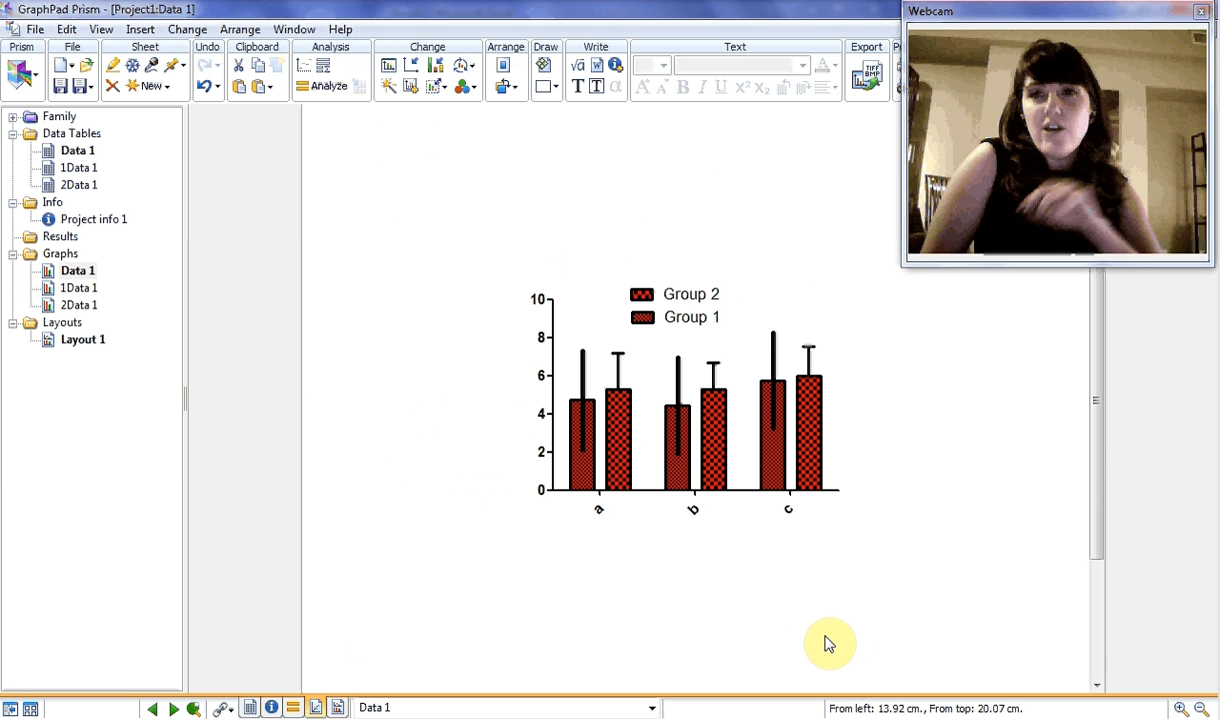 GraphPad Prism - [Project1:Data 1]
Webcam
File Edit View Insert Change Arrange Window Help
Prism File Sheet Undo Clipboard Analysis Change Arrange Draw Write Text Export
New
Analyze
TIFF
BMP
Family
Data Tables
Data 1
1Data 1
2Data 1
Info
Project info 1
Results
Graphs
Data 1
1Data 1
2Data 1
Layouts
Layout 1
Group 2
Group 1
10
8
6
4
2
0
a b c
Data 1
From left: 13.92 cm., From top: 20.07 cm.